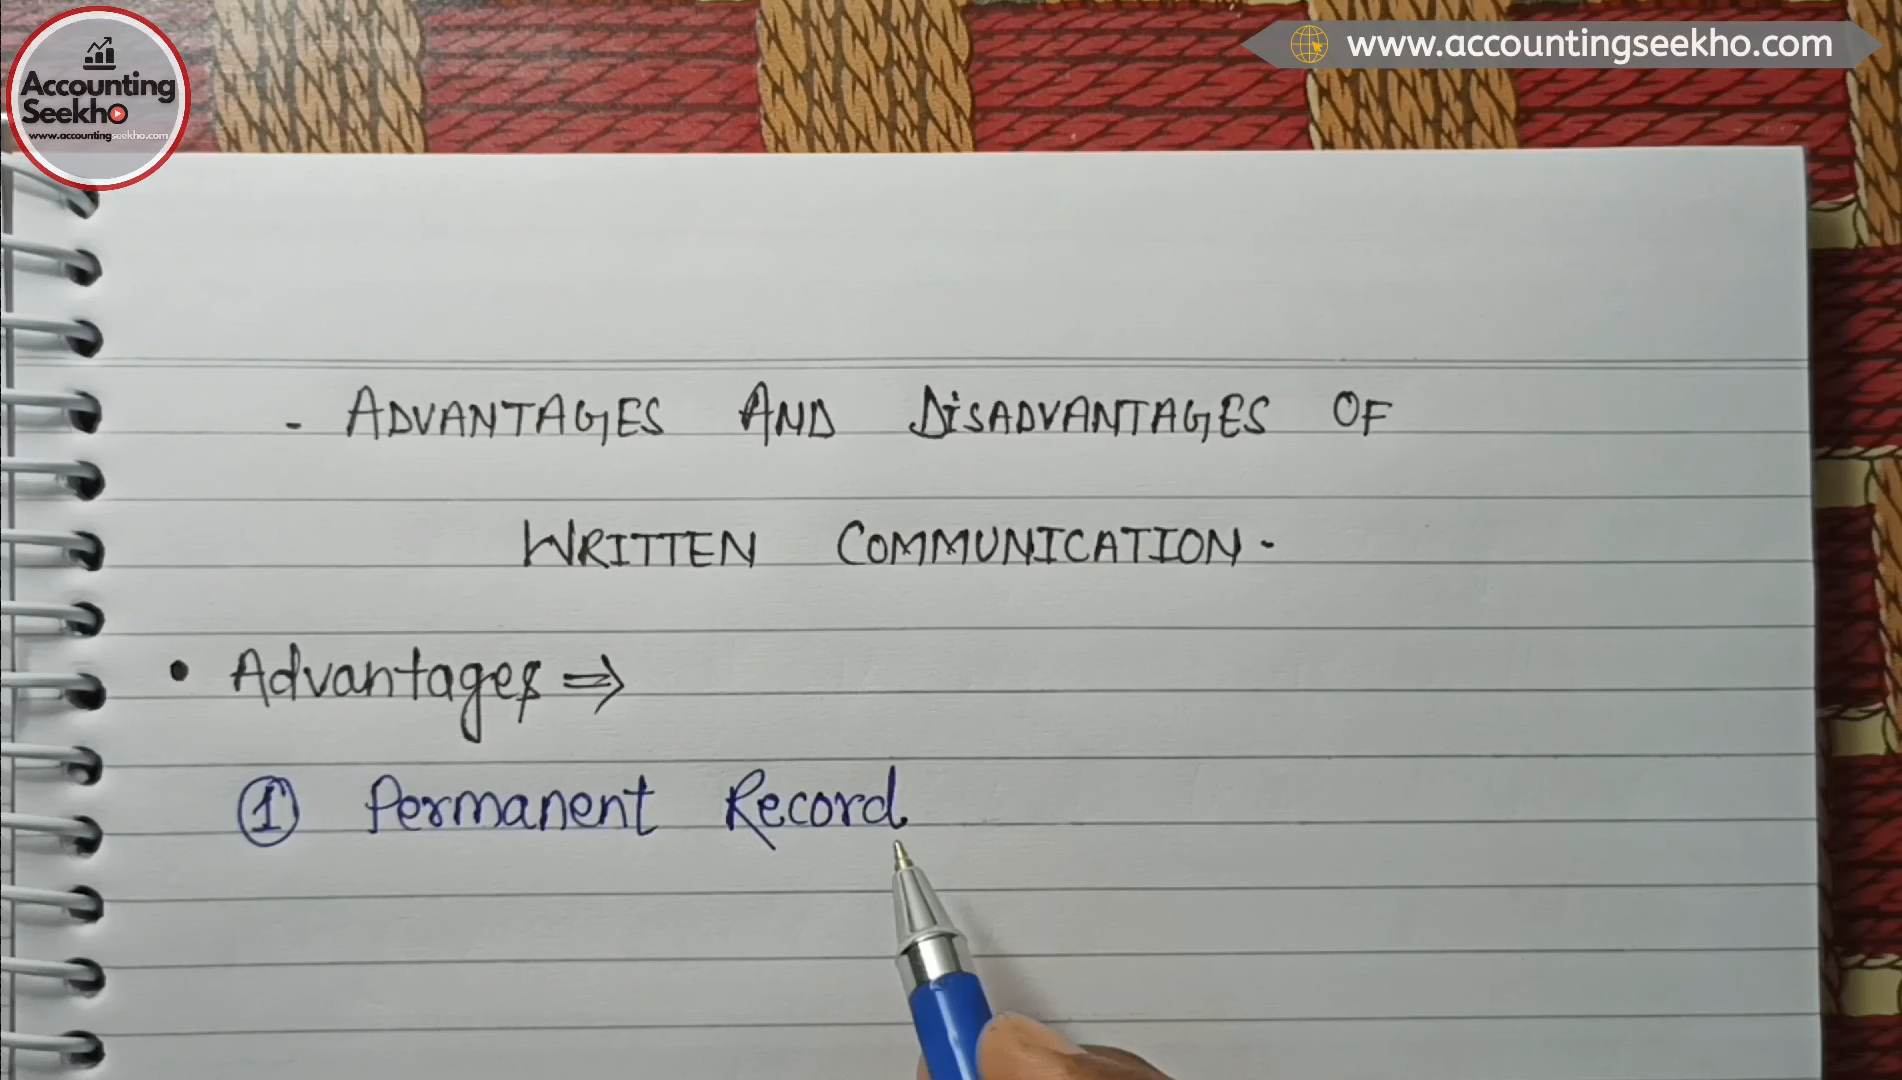 Accounting
Seekho
www.accountingseekho.com
www.accountingseekho.com
- ADVANTAGES AND DISADVANTAGES OF
WRITTEN COMMUNICATION -
• Advantages ⇒
① Permanent Record